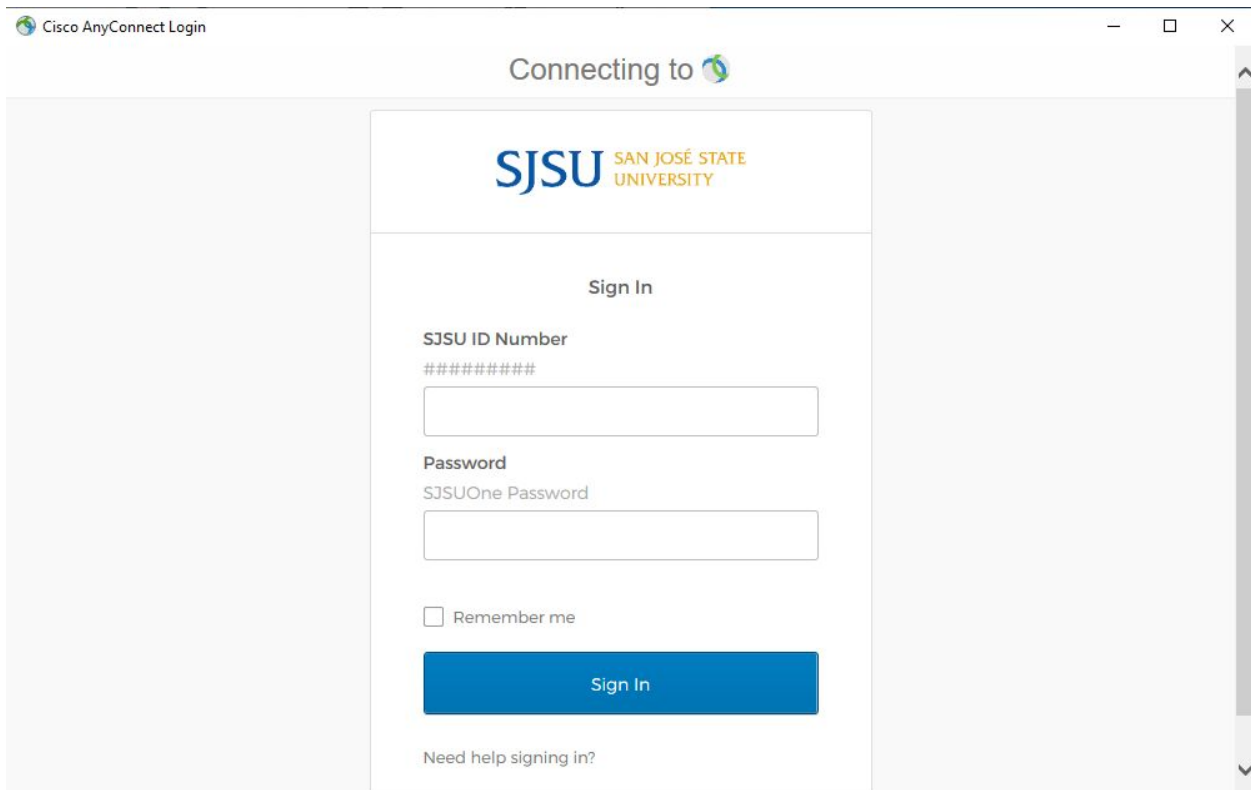 Cisco AnyConnect Login
Connecting to
SJSU SAN JOSÉ STATE
UNIVERSITY
Sign In
SJSU ID Number
#########
Password
SJSUOne Password
Remember me
Sign In
Need help signing in?